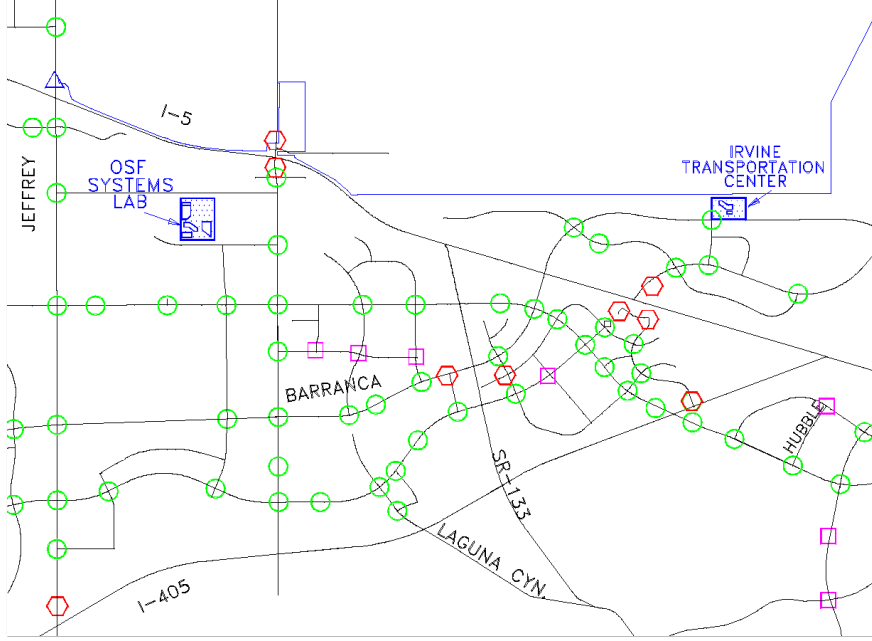 I-5
OSF
SYSTEMS
LAB
JEFFREY
IRVINE
TRANSPORTATION
CENTER
BARRANCA
HUBBLE
SR-133
LAGUNA CYN.
I-405